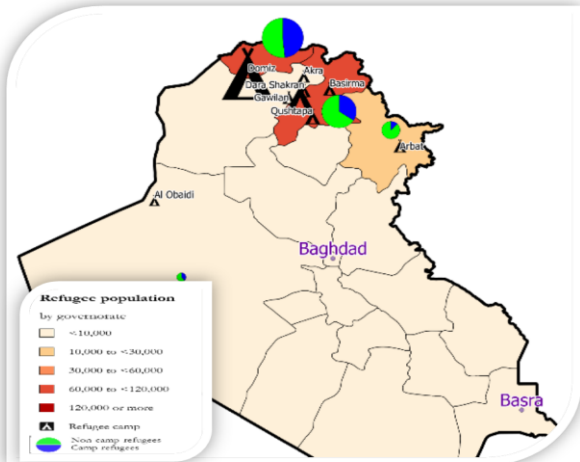 Domiz
Akra
Dara Shakran
Basirma
Gawilan
Qushtapa
Arbat
Al Obaidi
Baghdad
Refugee population
by governorate
<10,000
10,000 to <30,000
30,000 to <60,000
60,000 to <120,000
120,000 or more
Refugee camp
Non camp refugees
Camp refugees
Basra